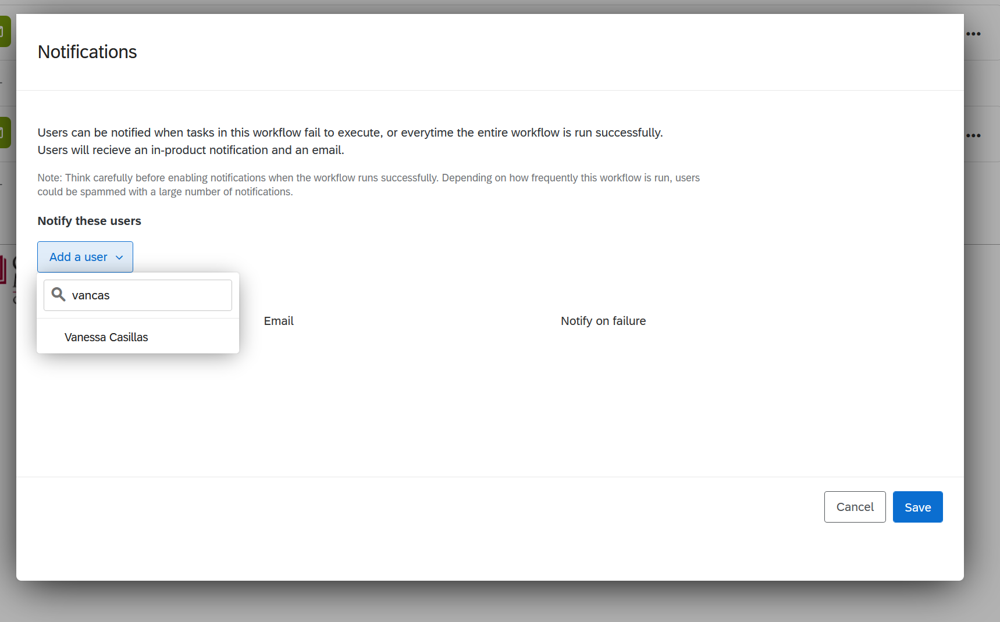 Notifications
Users can be notified when tasks in this workflow fail to execute, or everytime the entire workflow is run successfully.
Users will recieve an in-product notification and an email.
Note: Think carefully before enabling notifications when the workflow runs successfully. Depending on how frequently this workflow is run, users
could be spammed with a large number of notifications.
Notify these users
Add a user
vancas
Vanessa Casillas
Email
Notify on failure
Cancel
Save